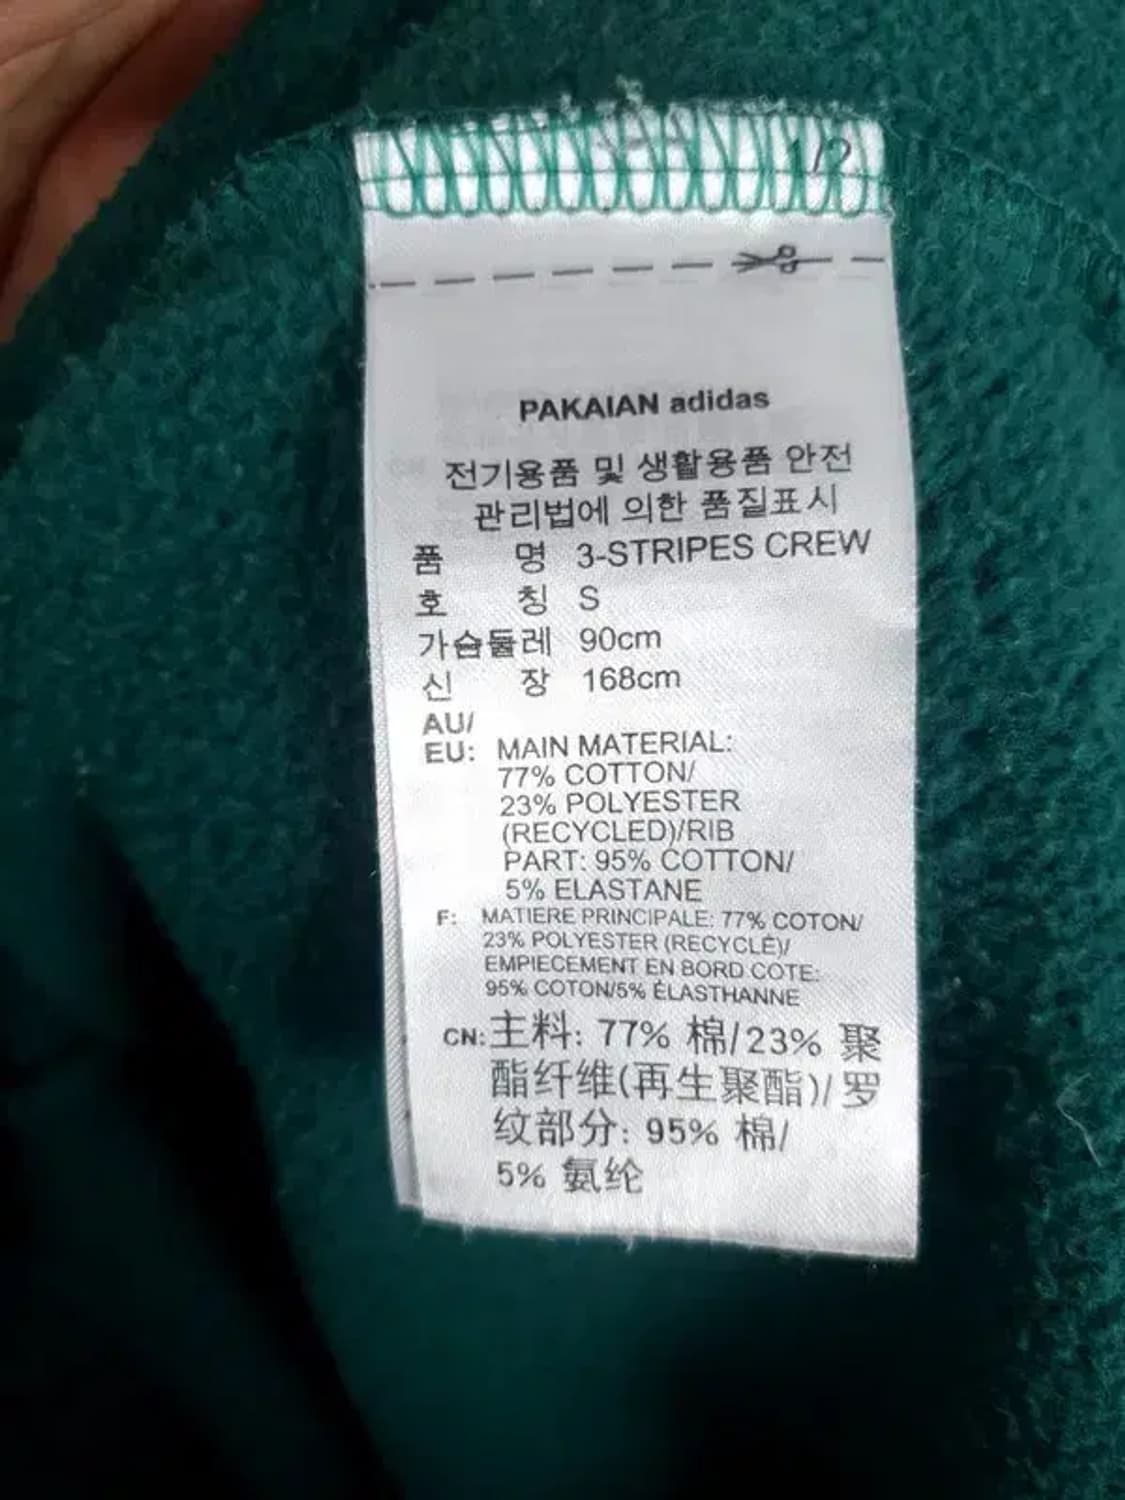 1/2
PAKAIAN adidas
전기용품 및 생활용품 안전
관리법에 의한 품질표시
품 명 3-STRIPES CREW
호 칭 S
가슴둘레 90cm
신 장 168cm
AU/
EU: MAIN MATERIAL:
77% COTTON/
23% POLYESTER
(RECYCLED)/RIB
PART: 95% COTTON/
5% ELASTANE
F: MATIERE PRINCIPALE: 77% COTON/
23% POLYESTER (RECYCLÉ)/
EMPIECEMENT EN BORD COTE:
95% COTON/5% ÉLASTHANNE
CN: 主料: 77% 棉/23% 聚
酯纤维(再生聚酯)/ 罗
纹部分: 95% 棉/
5% 氨纶